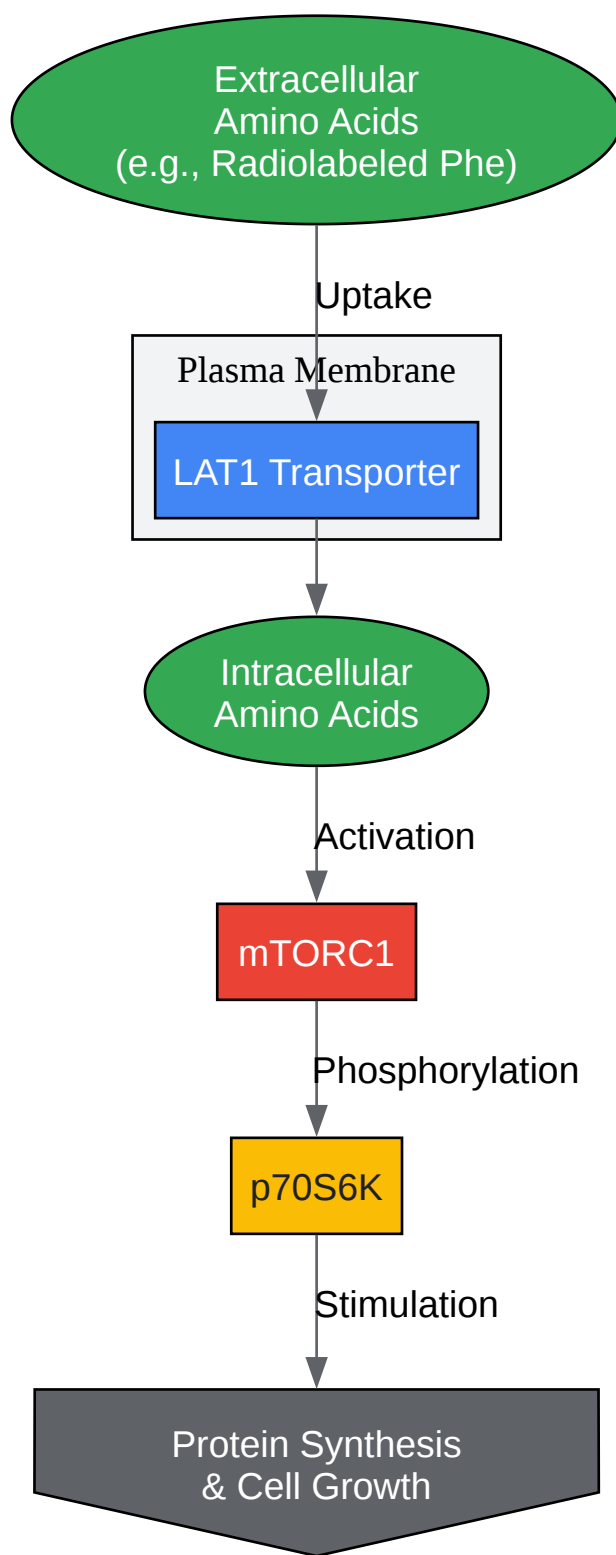 Extracellular
Amino Acids
(e.g., Radiolabeled Phe)
Uptake
Plasma Membrane
LAT1 Transporter
Intracellular
Amino Acids
Activation
mTORC1
Phosphorylation
p70S6K
Stimulation
Protein Synthesis
& Cell Growth